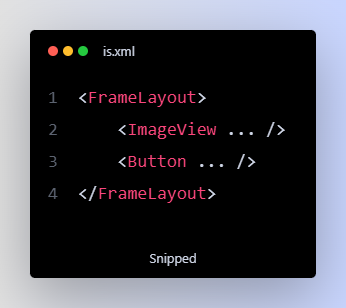 is.xml
1 <FrameLayout>
2     <ImageView ... />
3     <Button ... />
4 </FrameLayout>
Snipped